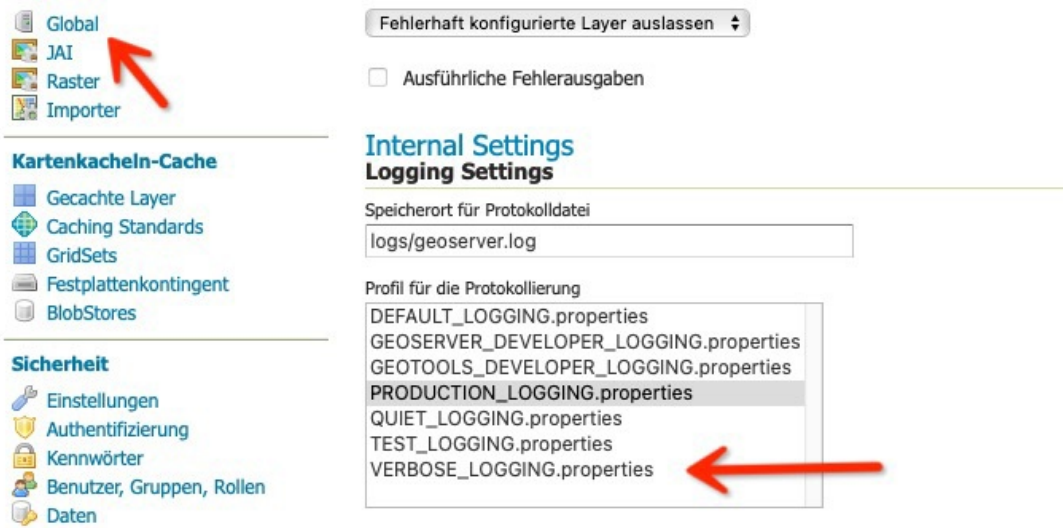 Global
JAI
Raster
Importer
Kartenkacheln-Cache
Gecachte Layer
Caching Standards
GridSets
Festplattenkontingent
BlobStores
Sicherheit
Einstellungen
Authentifizierung
Kennwörter
Benutzer, Gruppen, Rollen
Daten
Fehlerhaft konfigurierte Layer auslassen
Ausführliche Fehlerausgaben
Internal Settings
Logging Settings
Speicherort für Protokolldatei
logs/geoserver.log
Profil für die Protokollierung
DEFAULT_LOGGING.properties
GEOSERVER_DEVELOPER_LOGGING.properties
GEOTOOLS_DEVELOPER_LOGGING.properties
PRODUCTION_LOGGING.properties
QUIET_LOGGING.properties
TEST_LOGGING.properties
VERBOSE_LOGGING.properties